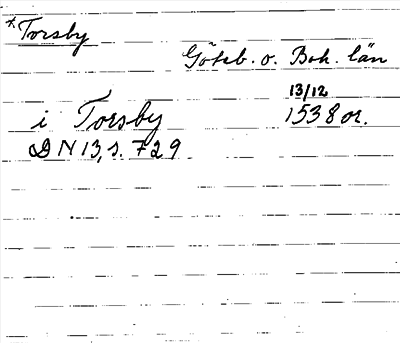 *Torsby
Göteb. o. Boh. län
13/12
i Torsby 1538 or.
DN 13, s. 729